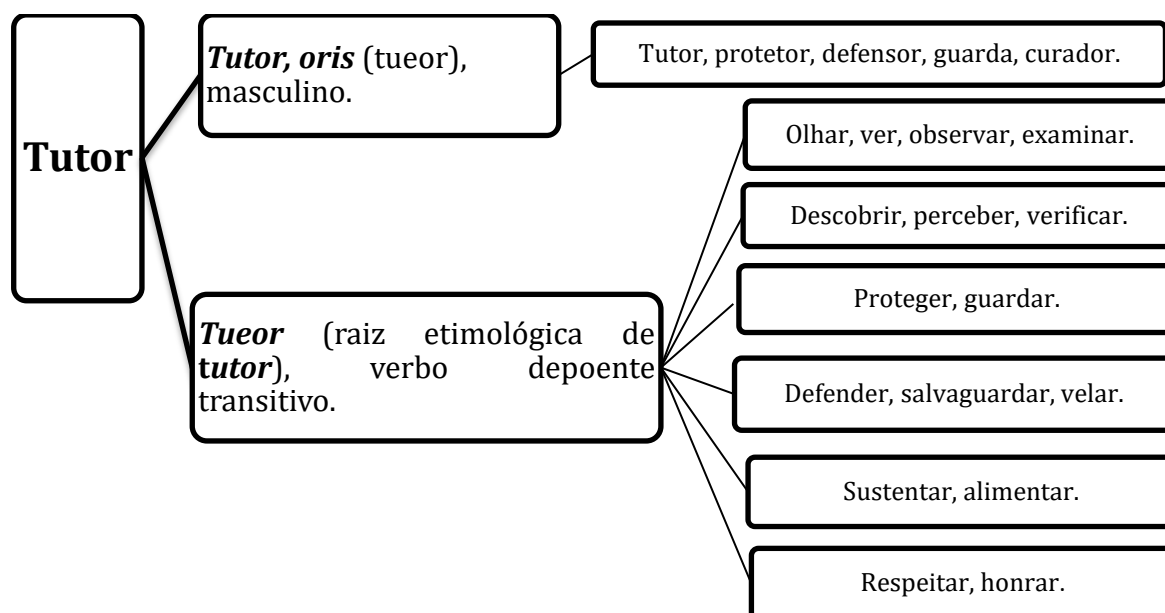 Tutor
Tutor, oris (tueor),
masculino.
Tutor, protetor, defensor, guarda, curador.
Tueor (raiz etimológica de
tutor), verbo depoente
transitivo.
Olhar, ver, observar, examinar.
Descobrir, perceber, verificar.
Proteger, guardar.
Defender, salvaguardar, velar.
Sustentar, alimentar.
Respeitar, honrar.